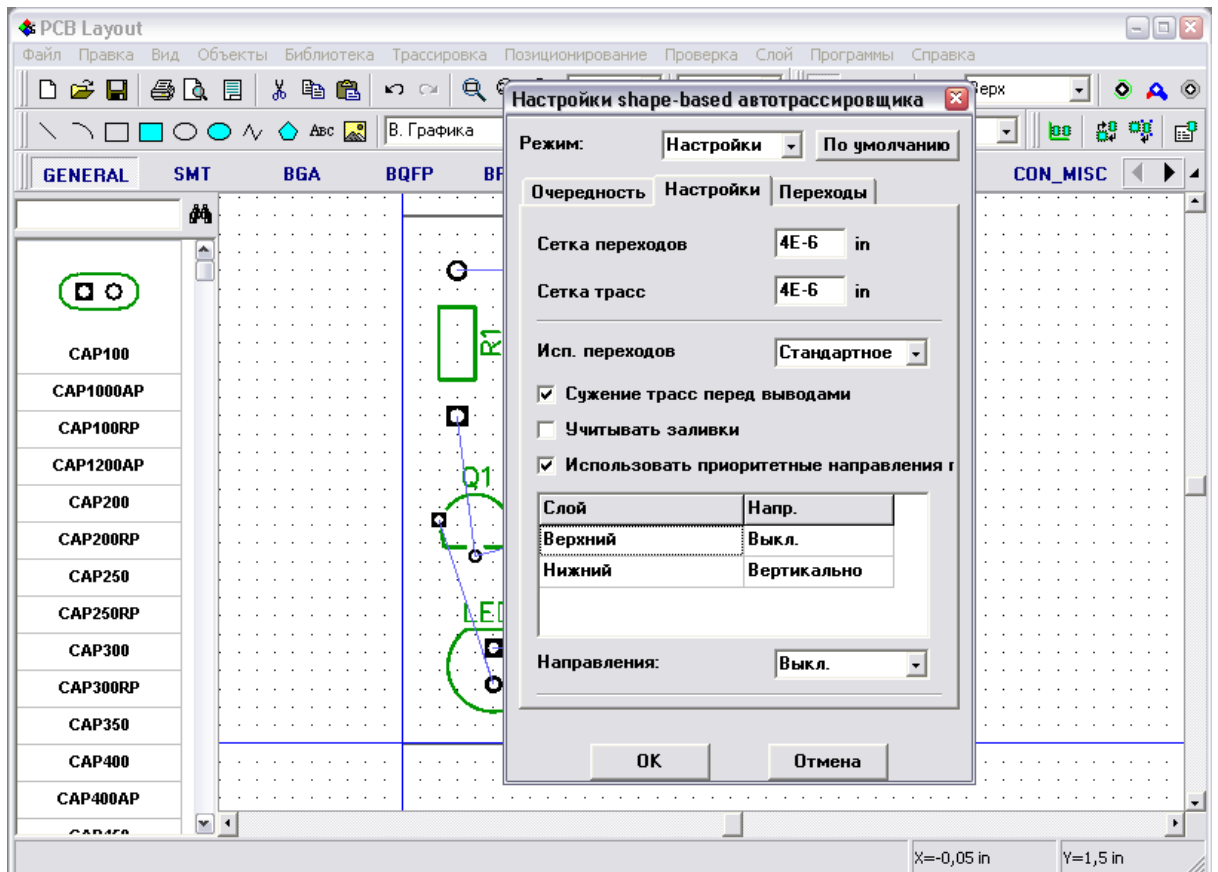 PCB Layout
Файл Правка Вид Объекты Библиотека Трассировка Позиционирование Проверка Слой Программы Справка
ABC
В. Графика
GENERAL SMT BGA BQFP CON_MISC
CAP100
CAP1000AP
CAP100RP
CAP1200AP
CAP200
CAP200RP
CAP250
CAP250RP
CAP300
CAP300RP
CAP350
CAP400
CAP400AP
R1
Q1
LED
Настройки shape-based автотрассировщика
Режим: Настройки По умолчанию
Очередность Настройки Переходы
Сетка переходов 4E-6 in
Сетка трасс 4E-6 in
Исп. переходов Стандартное
Сужение трасс перед выводами
Учитывать заливки
Использовать приоритетные направления
Слой Напр.
Верхний Выкл.
Нижний Вертикально
Направления: Выкл.
OK Отмена
X=-0,05 in Y=1,5 in